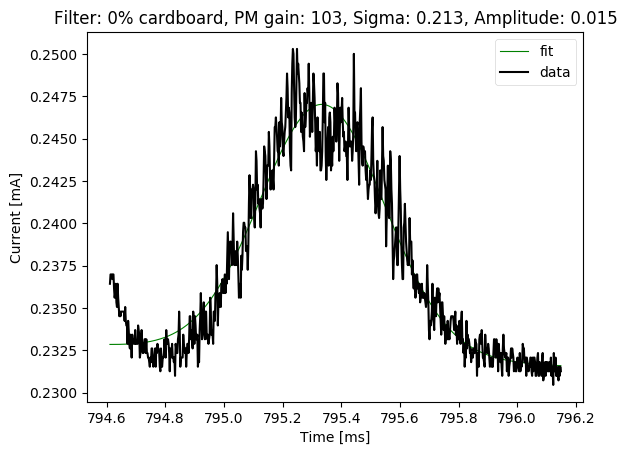 Filter: 0% cardboard, PM gain: 103, Sigma: 0.213, Amplitude: 0.015
fit
data
0.2500
0.2475
0.2450
0.2425
0.2400
0.2375
0.2350
0.2325
0.2300
Current [mA]
794.6 794.8 795.0 795.2 795.4 795.6 795.8 796.0 796.2
Time [ms]